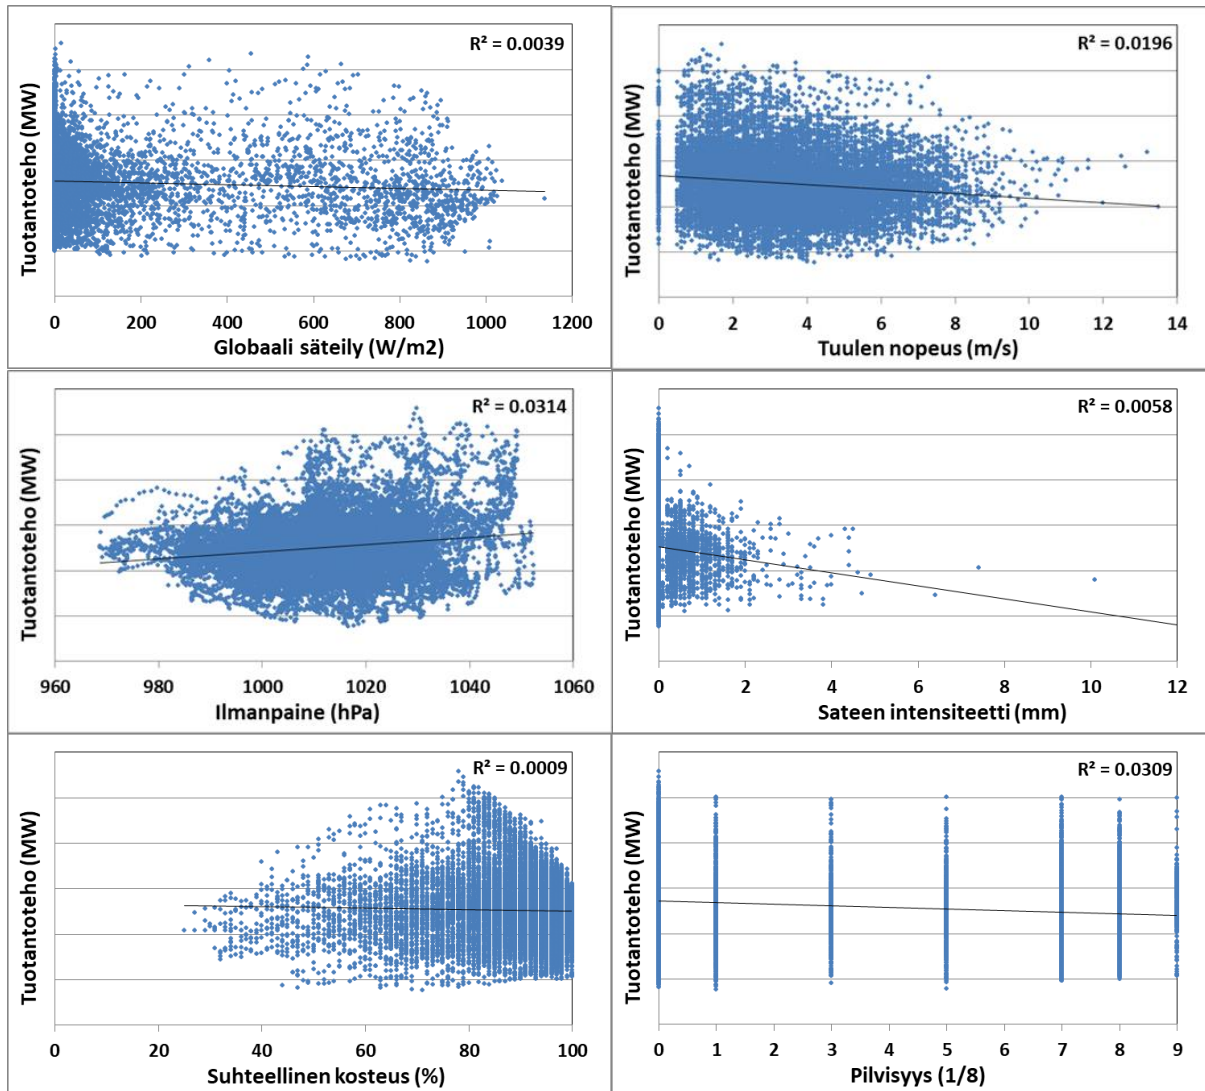 R² = 0.0039
Tuotantoteho (MW)
0 200 400 600 800 1000 1200
Globaali säteily (W/m2)
R² = 0.0196
Tuotantoteho (MW)
0 2 4 6 8 10 12 14
Tuulen nopeus (m/s)
R² = 0.0314
Tuotantoteho (MW)
960 980 1000 1020 1040 1060
Ilmanpaine (hPa)
R² = 0.0058
Tuotantoteho (MW)
0 2 4 6 8 10 12
Sateen intensiteetti (mm)
R² = 0.0009
Tuotantoteho (MW)
0 20 40 60 80 100
Suhteellinen kosteus (%)
R² = 0.0309
Tuotantoteho (MW)
0 1 2 3 4 5 6 7 8 9
Pilvisyys (1/8)